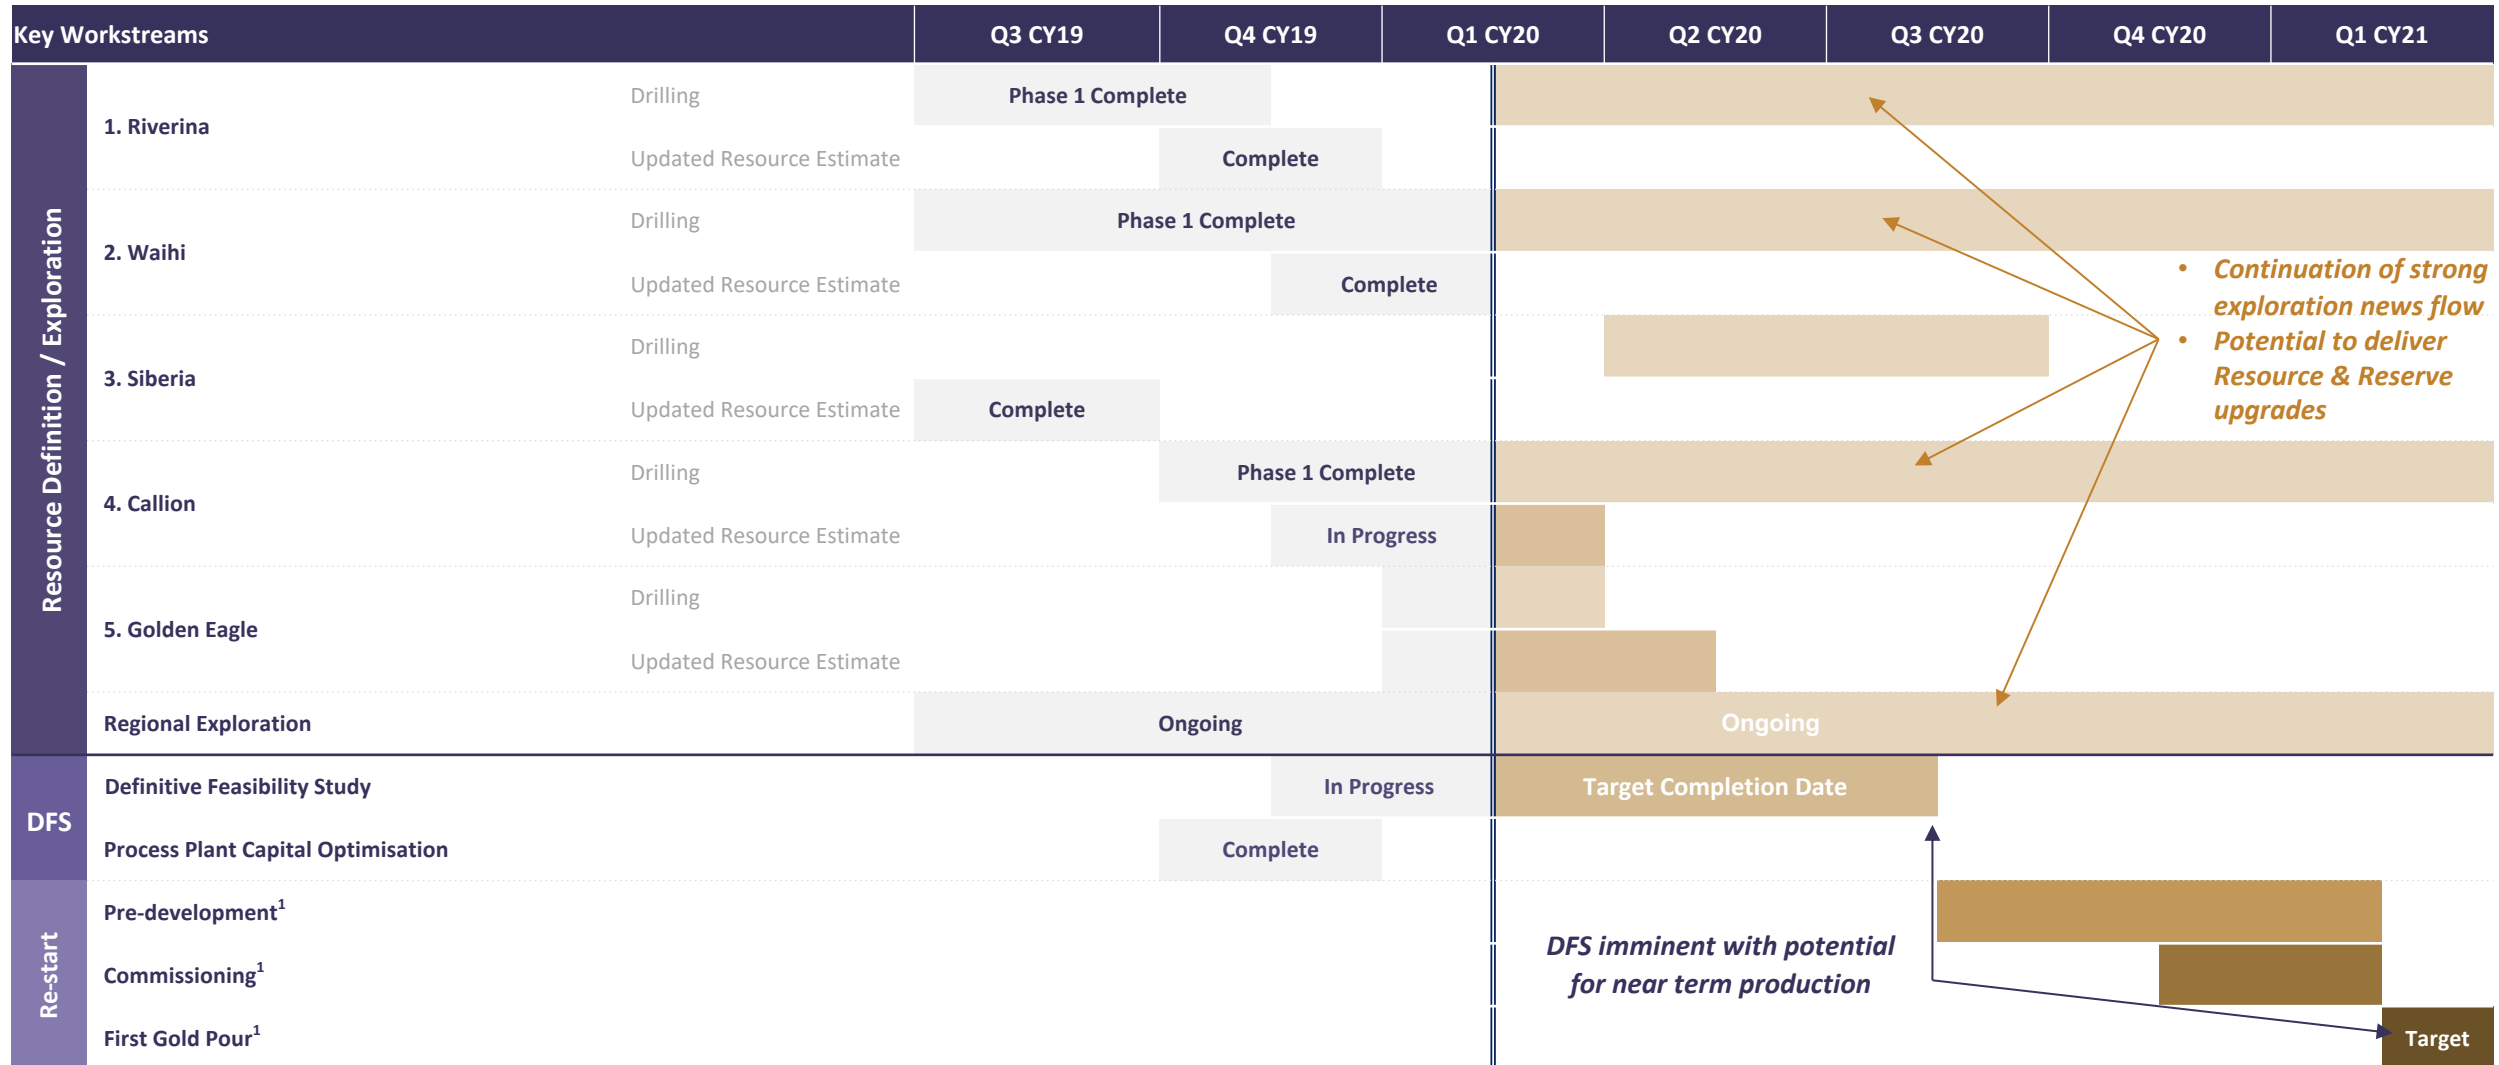 Key Workstreams Q3 CY19 Q4 CY19 Q1 CY20 Q2 CY20 Q3 CY20 Q4 CY20 Q1 CY21
Resource Definition / Exploration
1. Riverina
Drilling Phase 1 Complete
Updated Resource Estimate Complete
2. Waihi
Drilling Phase 1 Complete
Updated Resource Estimate Complete
3. Siberia
Drilling
Updated Resource Estimate Complete
4. Callion
Drilling Phase 1 Complete
Updated Resource Estimate In Progress
5. Golden Eagle
Drilling
Updated Resource Estimate
Regional Exploration Ongoing Ongoing
• Continuation of strong
exploration news flow
• Potential to deliver
Resource & Reserve
upgrades
DFS
Definitive Feasibility Study In Progress Target Completion Date
Process Plant Capital Optimisation Complete
Re-start
Pre-development¹
Commissioning¹
First Gold Pour¹ Target
DFS imminent with potential
for near term production